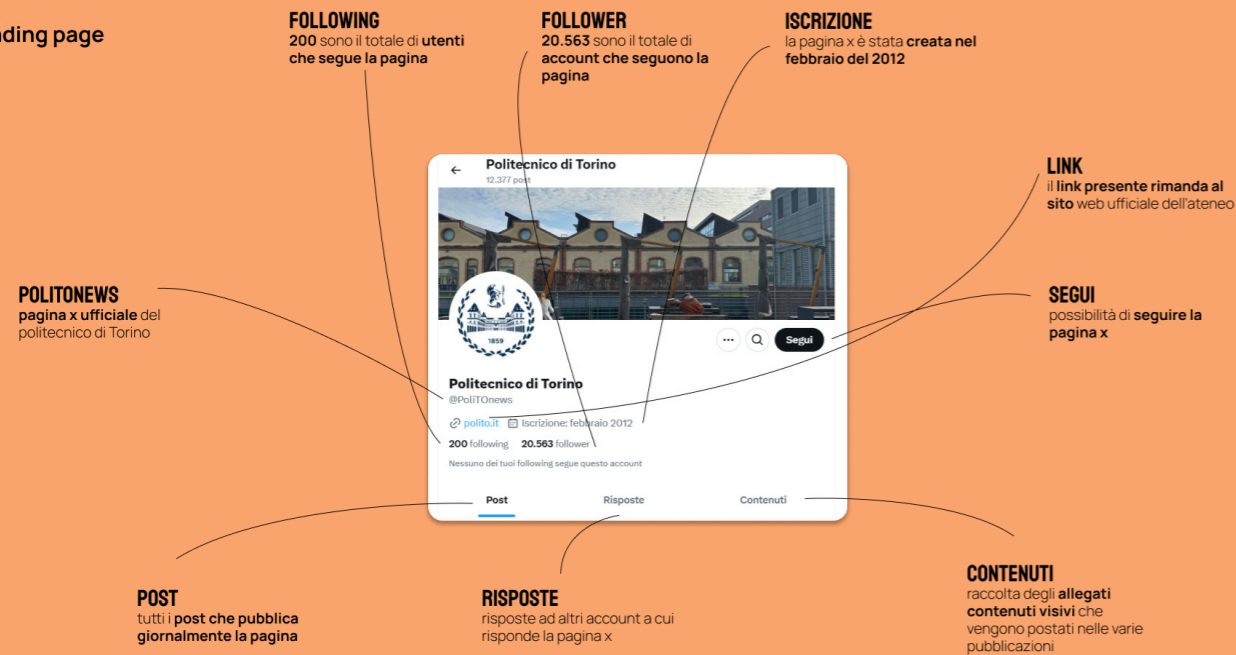 ding page
FOLLOWING
200 sono il totale di utenti
che segue la pagina
FOLLOWER
20.563 sono il totale di
account che seguono la
pagina
ISCRIZIONE
la pagina x è stata creata nel
febbraio del 2012
LINK
il link presente rimanda al
sito web ufficiale dell'ateneo
POLITONEWS
pagina x ufficiale del
politecnico di Torino
SEGUI
possibilità di seguire la
pagina x
Politecnico di Torino
12.377 post
1859
Segui
Politecnico di Torino
@PoliTOnews
polito.it Iscrizione: febbraio 2012
200 following 20.563 follower
Nessuno dei tuoi following segue questo account
Post Risposte Contenuti
POST
tutti i post che pubblica
giornalmente la pagina
RISPOSTE
risposte ad altri account a cui
risponde la pagina x
CONTENUTI
raccolta degli allegati
contenuti visivi che
vengono postati nelle varie
pubblicazioni